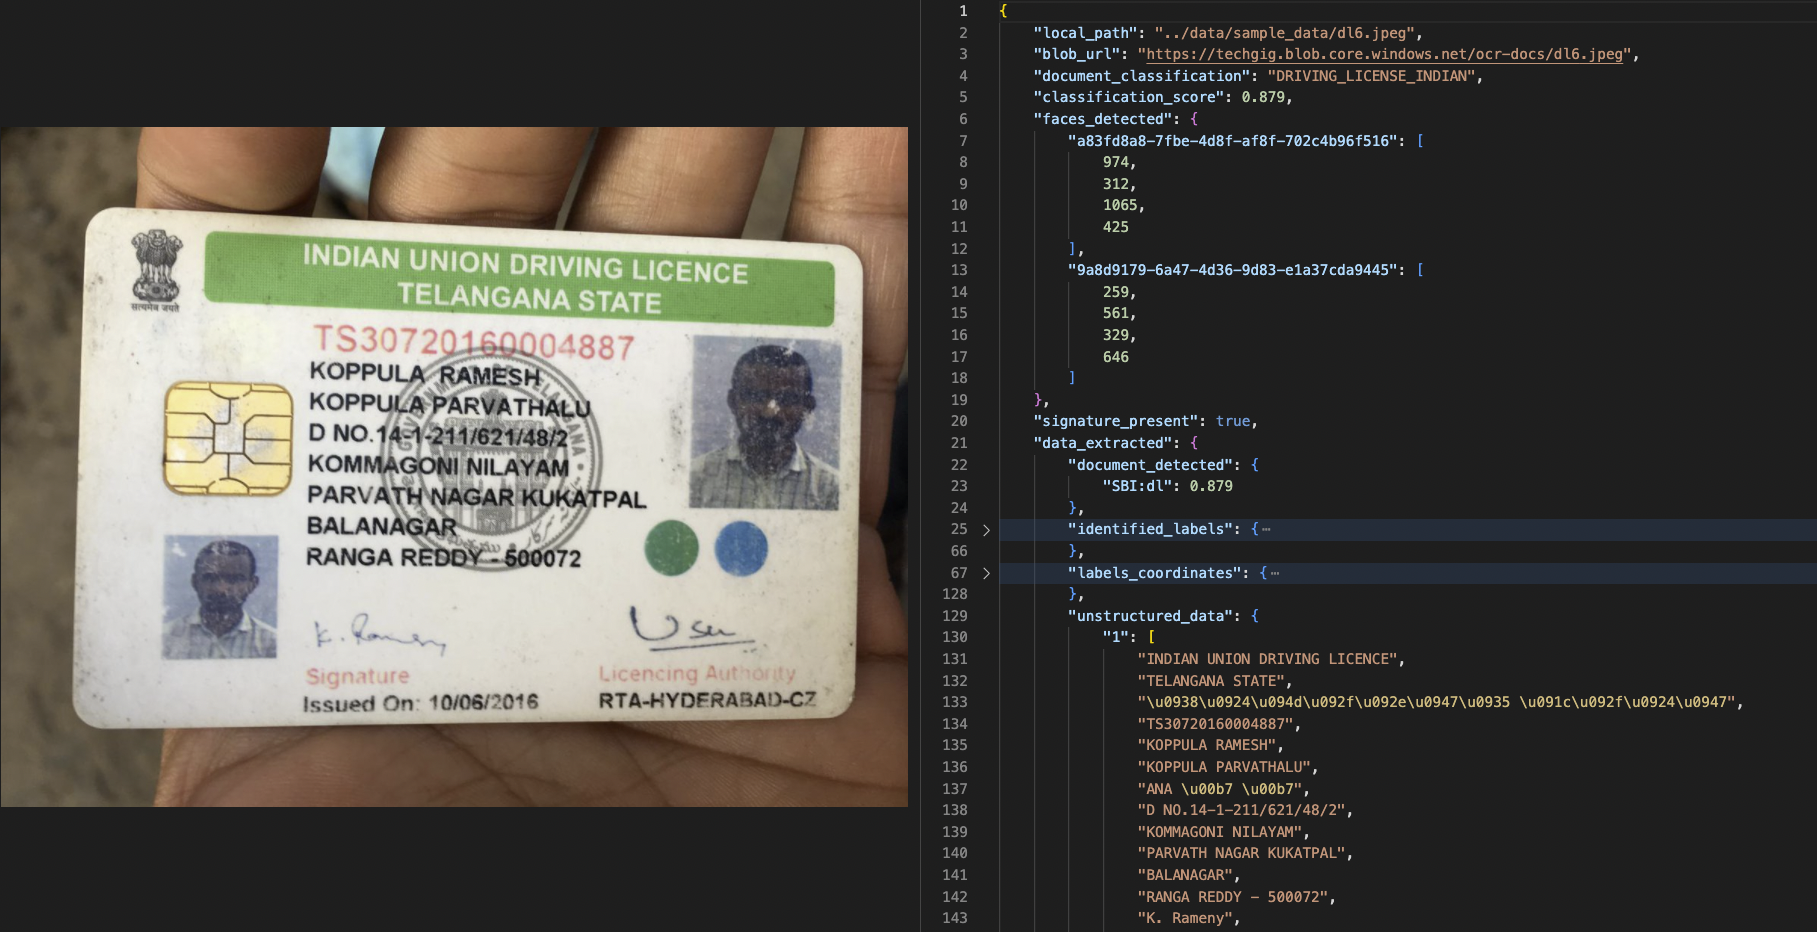 सत्यमेव जयते
INDIAN UNION DRIVING LICENCE
TELANGANA STATE
TS30720160004887
KOPPULA RAMESH
KOPPULA PARVATHALU
D NO.14-1-211/621/48/2
KOMMAGONI NILAYAM
PARVATH NAGAR KUKATPAL
BALANAGAR
RANGA REDDY - 500072
GOVERNMENT OF TELANGANA
Signature
Licencing Authority
Issued On: 10/06/2016
RTA-HYDERABAD-CZ
1 {
2 "local_path": "../data/sample_data/dl6.jpeg",
3 "blob_url": "https://techgig.blob.core.windows.net/ocr-docs/dl6.jpeg",
4 "document_classification": "DRIVING_LICENSE_INDIAN",
5 "classification_score": 0.879,
6 "faces_detected": {
7 "a83fd8a8-7fbe-4d8f-af8f-702c4b96f516": [
8 974,
9 312,
10 1065,
11 425
12 ],
13 "9a8d9179-6a47-4d36-9d83-e1a37cda9445": [
14 259,
15 561,
16 329,
17 646
18 ]
19 },
20 "signature_present": true,
21 "data_extracted": {
22 "document_detected": {
23 "SBI:dl": 0.879
24 },
25 > "identified_labels": { ⋯
66 },
67 > "labels_coordinates": { ⋯
128 },
129 "unstructured_data": {
130 "1": [
131 "INDIAN UNION DRIVING LICENCE",
132 "TELANGANA STATE",
133 "\u0938\u0924\u094d\u092f\u092e\u0947\u0935 \u091c\u092f\u0924\u0947",
134 "TS30720160004887",
135 "KOPPULA RAMESH",
136 "KOPPULA PARVATHALU",
137 "ANA \u00b7 \u00b7",
138 "D NO.14-1-211/621/48/2",
139 "KOMMAGONI NILAYAM",
140 "PARVATH NAGAR KUKATPAL",
141 "BALANAGAR",
142 "RANGA REDDY - 500072",
143 "K. Rameny",